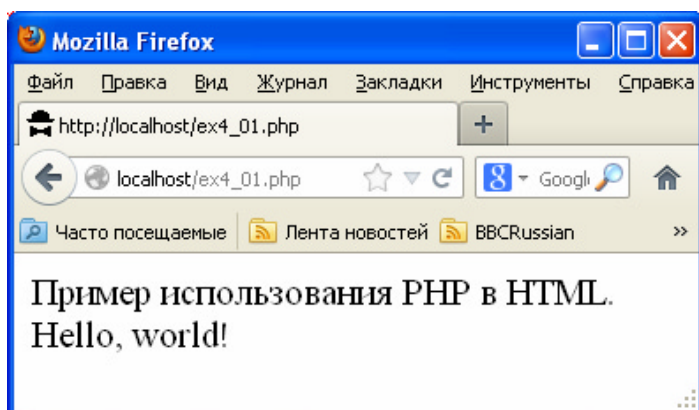 Mozilla Firefox
Файл Правка Вид Журнал Закладки Инструменты Справка
http://localhost/ex4_01.php
localhost/ex4_01.php Googl
Часто посещаемые Лента новостей BBCRussian
Пример использования PHP в HTML.
Hello, world!